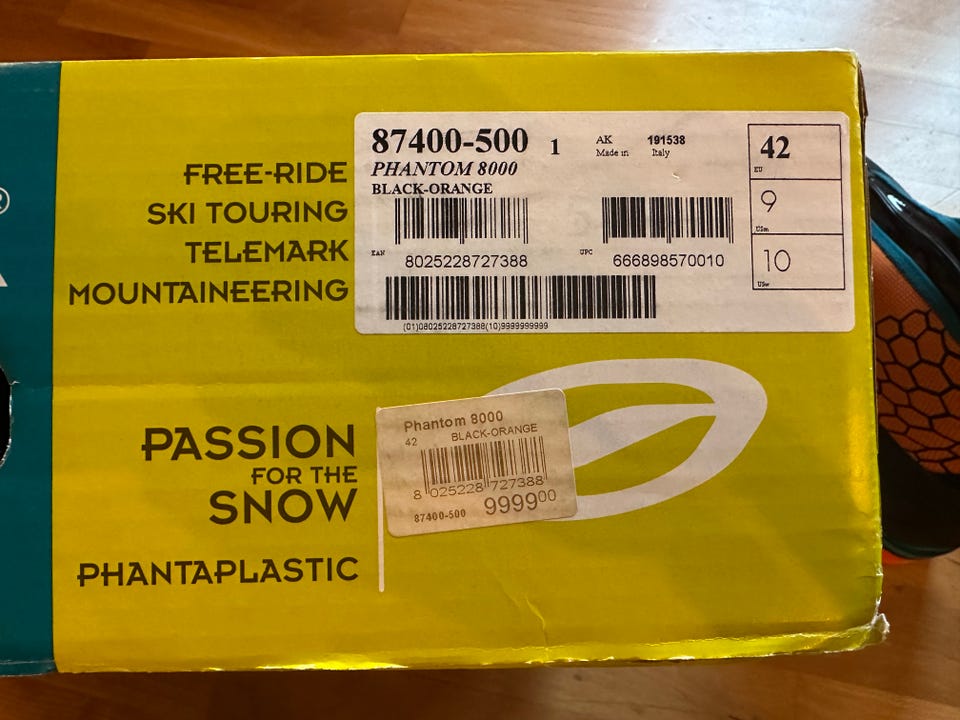 ®
FREE-RIDE
SKI TOURING
TELEMARK
MOUNTAINEERING
87400-500 1
PHANTOM 8000
BLACK-ORANGE
AK 191538
Made in Italy
EAN 8025228727388
UPC 666898570010
(01)08025228727388(10)9999999999
42
EU
9
USm
10
USw
PASSION
FOR THE
SNOW
PHANTAPLASTIC
Phantom 8000
42 BLACK-ORANGE
8 025228 727388
87400-500 999900